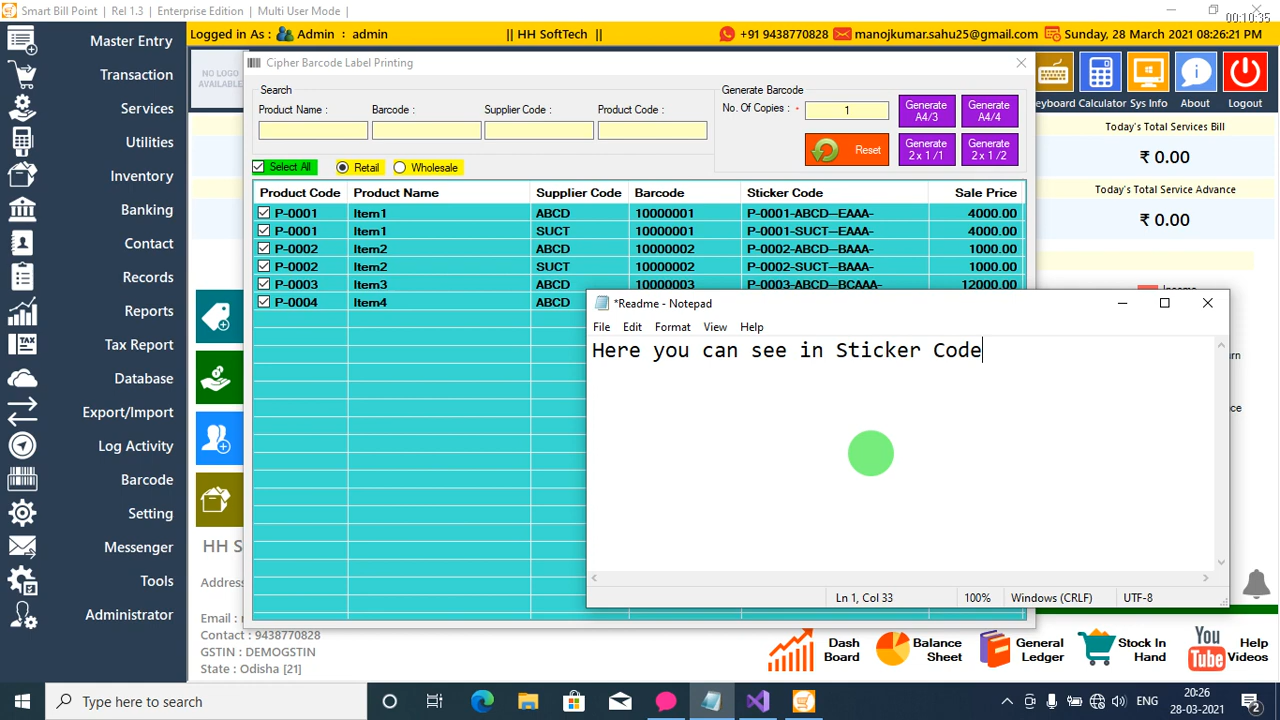 Smart Bill Point | Rel 1.3 | Enterprise Edition | Multi User Mode |
00:10:35
Logged in As : Admin : admin || HH SoftTech || +91 9438770828 manojkumar.sahu25@gmail.com Sunday, 28 March 2021 08:26:21 PM
Master Entry
Transaction
Services
Utilities
Inventory
Banking
Contact
Records
Reports
Tax Report
Database
Export/Import
Log Activity
Barcode
Setting
Messenger
Tools
Administrator
NO LOGO
AVAILABLE
Cipher Barcode Label Printing
Search
Product Name : Barcode : Supplier Code : Product Code :
Generate Barcode
No. Of Copies : * 1
Generate A4/3
Generate A4/4
Reset
Generate 2 x 1 /1
Generate 2 x 1 /2
Select All Retail Wholesale
Product Code Product Name Supplier Code Barcode Sticker Code Sale Price
P-0001 Item1 ABCD 10000001 P-0001-ABCD--EAAA- 4000.00
P-0001 Item1 SUCT 10000001 P-0001-SUCT--EAAA- 4000.00
P-0002 Item2 ABCD 10000002 P-0002-ABCD--BAAA- 1000.00
P-0002 Item2 SUCT 10000002 P-0002-SUCT--BAAA- 1000.00
P-0003 Item3 ABCD 10000003 P-0003-ABCD--BCAAA- 12000.00
P-0004 Item4 ABCD
eyboard Calculator Sys Info About Logout
Today's Total Services Bill
₹ 0.00
Today's Total Service Advance
₹ 0.00
Income
*Readme - Notepad
File Edit Format View Help
Here you can see in Sticker Code
Ln 1, Col 33 100% Windows (CRLF) UTF-8
HH S
Address
Email :
Contact : 9438770828
GSTIN : DEMOGSTIN
State : Odisha [21]
Dash Board
Balance Sheet
General Ledger
Stock In Hand
You Tube
Help Videos
Type here to search
ENG
20:26
28-03-2021
2